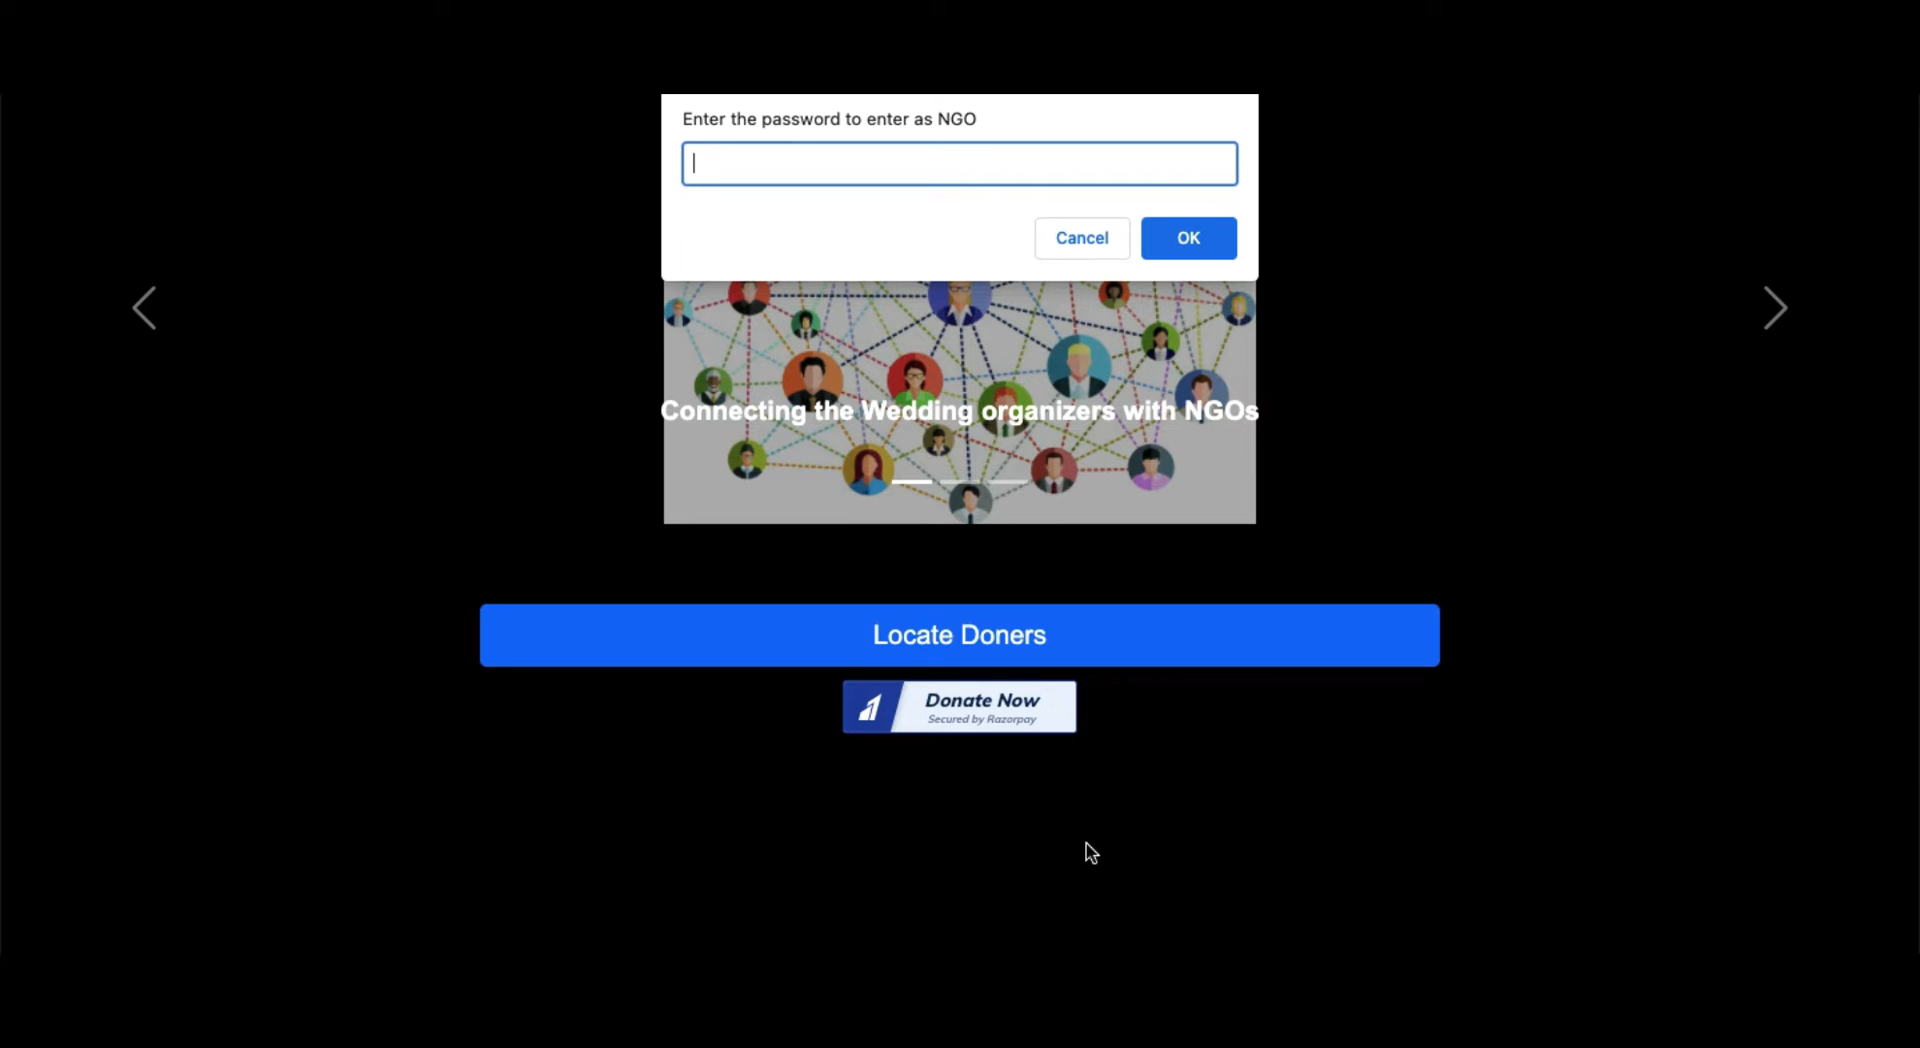 Enter the password to enter as NGO
Cancel
OK
Connecting the Wedding organizers with NGOs
Locate Doners
Donate Now
Secured by Razorpay